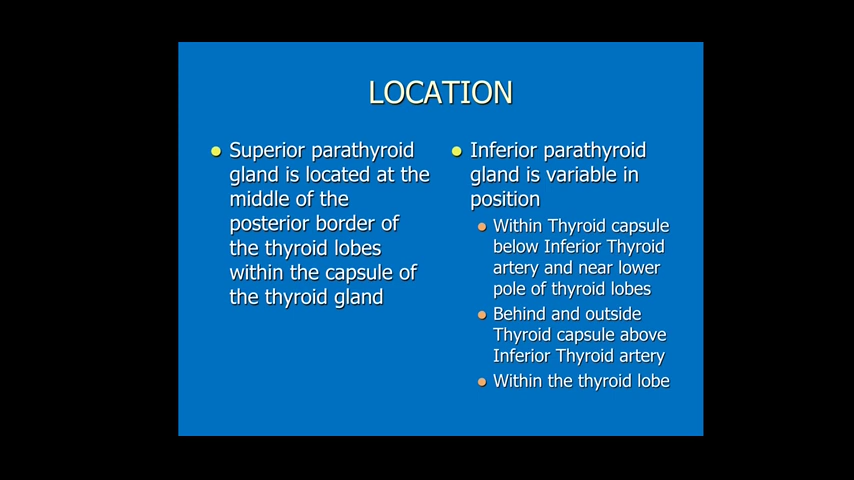 LOCATION
Superior parathyroid
gland is located at the
middle of the
posterior border of
the thyroid lobes
within the capsule of
the thyroid gland
Inferior parathyroid
gland is variable in
position
Within Thyroid capsule
below Inferior Thyroid
artery and near lower
pole of thyroid lobes
Behind and outside
Thyroid capsule above
Inferior Thyroid artery
Within the thyroid lobe